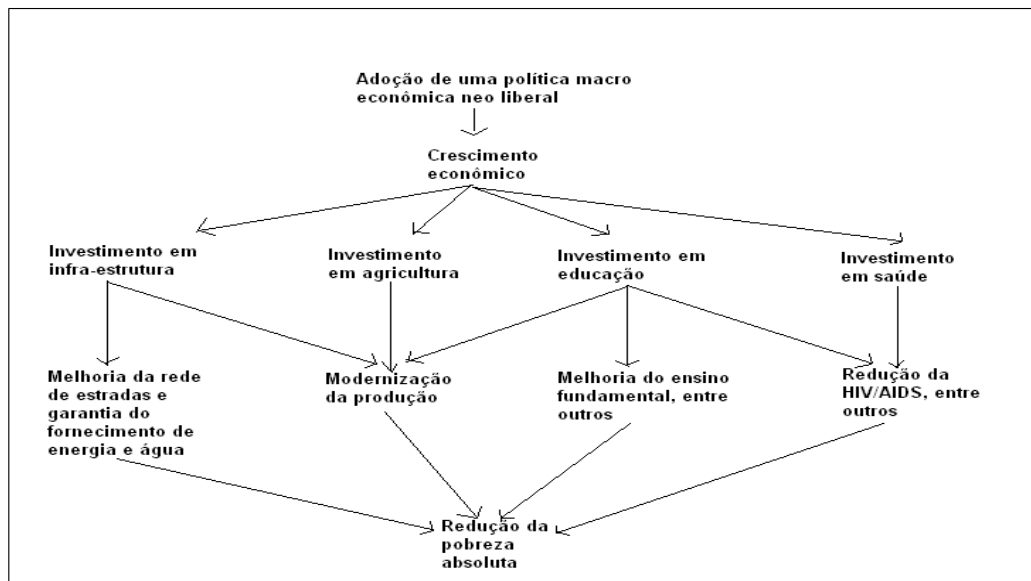 Adoção de uma política macro
econômica neo liberal
Crescimento
econômico
Investimento em
infra-estrutura
Investimento
em agricultura
Investimento em
educação
Investimento
em saúde
Melhoria da rede
de estradas e
garantia do
fornecimento de
energia e água
Modernização
da produção
Melhoria do ensino
fundamental, entre
outros
Redução da
HIV/AIDS, entre
outros
Redução da
pobreza
absoluta